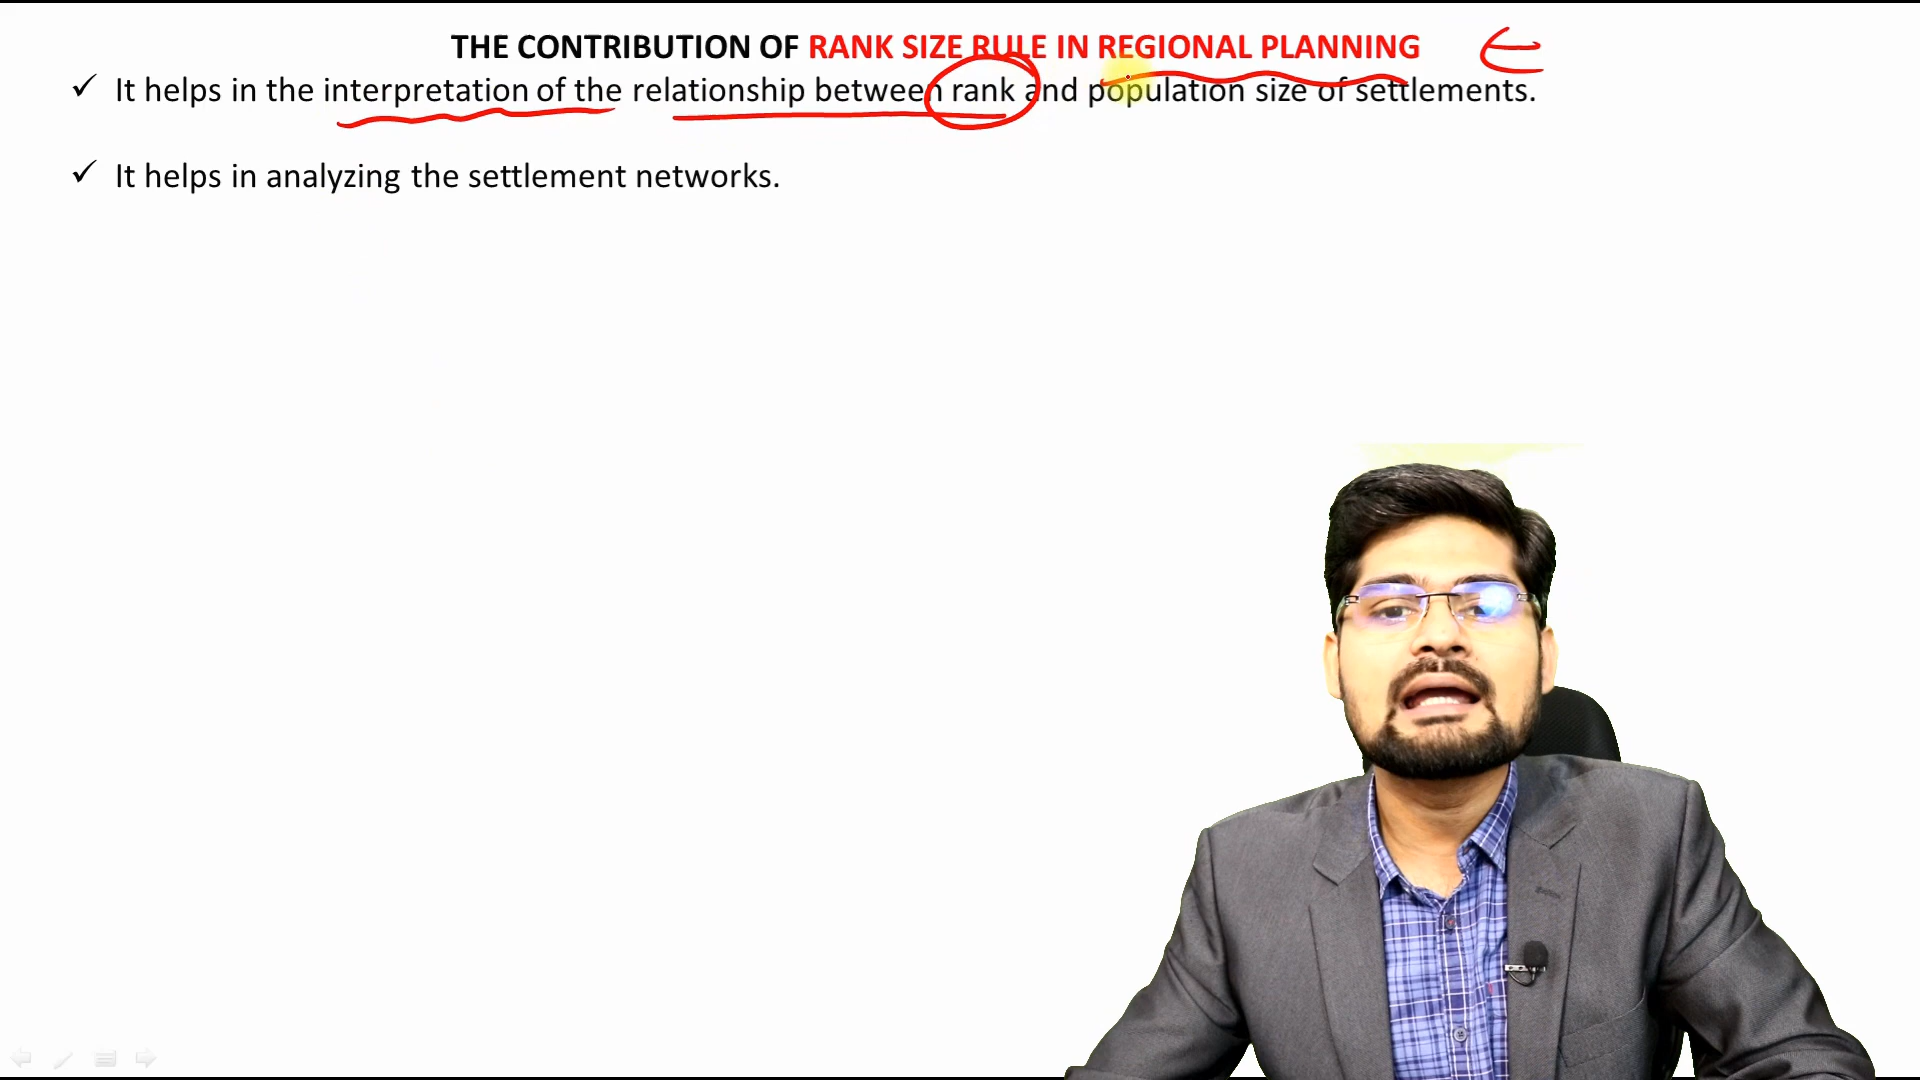 THE CONTRIBUTION OF RANK SIZE RULE IN REGIONAL PLANNING
✓ It helps in the interpretation of the relationship between rank and population size of settlements.
✓ It helps in analyzing the settlement networks.